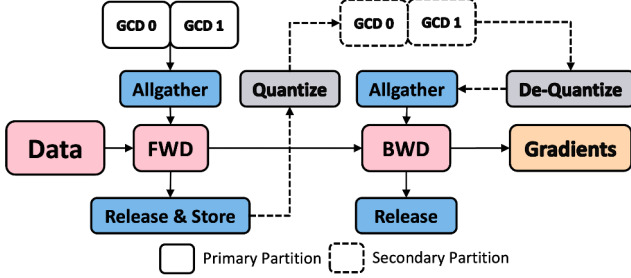 GCD 0 GCD 1 GCD 0 GCD 1
Allgather Quantize Allgather De-Quantize
Data FWD BWD Gradients
Release & Store Release
Primary Partition Secondary Partition